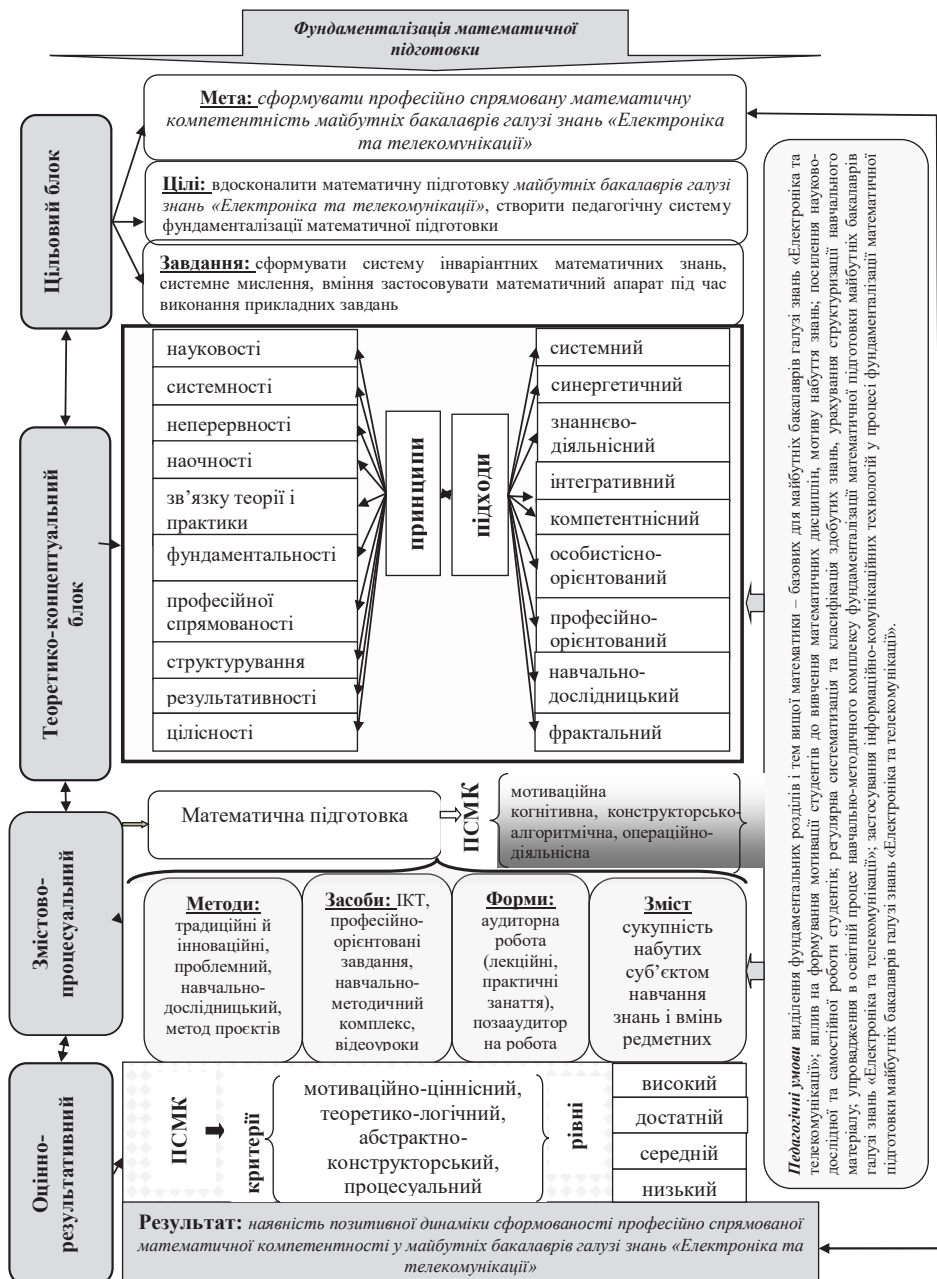 Фундаменталізація математичної
підготовки
Цільовий блок
Мета: сформувати професійно спрямовану математичну
компетентність майбутніх бакалаврів галузі знань «Електроніка
та телекомунікації»
Цілі: вдосконалити математичну підготовку майбутніх бакалаврів галузі
знань «Електроніка та телекомунікації», створити педагогічну систему
фундаменталізації математичної підготовки
Завдання: сформувати систему інваріантних математичних знань,
системне мислення, вміння застосовувати математичний апарат під час
виконання прикладних завдань
Теоретико-концептуальний
блок
науковості
системності
неперервності
наочності
зв’язку теорії і
практики
фундаментальності
професійної
спрямованості
структурування
результативності
цілісності
принципи
підходи
системний
синергетичний
знаннєво-
діяльнісний
інтегративний
компетентнісний
особистісно-
орієнтований
професійно-
орієнтований
навчально-
дослідницький
фрактальний
Змістово-
процесуальний
Математична підготовка
ПСМК
мотиваційна
когнітивна, конструкторсько-
алгоритмічна, операційно-
діяльнісна
Методи:
традиційні й
інноваційні,
проблемний,
навчально-
дослідницький,
метод проєктів
Засоби: ІКТ,
професійно-
орієнтовані
завдання,
навчально-
методичний
комплекс,
відеоуроки
Форми:
аудиторна
робота
(лекційні,
практичні
занаття),
позааудитор
на робота
Зміст
сукупність
набутих
суб’єктом
навчання
знань і вмінь
редметних
Оцінно-
результативний
ПСМК
критерії
мотиваційно-ціннісний,
теоретико-логічний,
абстрактно-
конструкторський,
процесуальний
рівні
високий
достатній
середній
низький
Результат: наявність позитивної динаміки сформованості професійно спрямованої
математичної компетентності у майбутніх бакалаврів галузі знань «Електроніка та
телекомунікації»
Педагогічні умови виділення фундаментальних розділів і тем вищої математики – базових для майбутніх бакалаврів галузі знань «Електроніка та
телекомунікації»; вплив на формування мотивації студентів до вивчення математичних дисциплін, мотиву набуття знань; посилення науково-
дослідної та самостійної роботи студентів; регулярна систематизація та класифікація здобутих знань, урахування структуризації навчального
матеріалу; упровадження в освітній процес навчально-методичного комплексу фундаменталізації математичної підготовки майбутніх бакалаврів
галузі знань «Електроніка та телекомунікації»; застосування інформаційно-комунікаційних технологій у процесі фундаменталізації математичної
підготовки майбутніх бакалаврів галузі знань «Електроніка та телекомунікації».